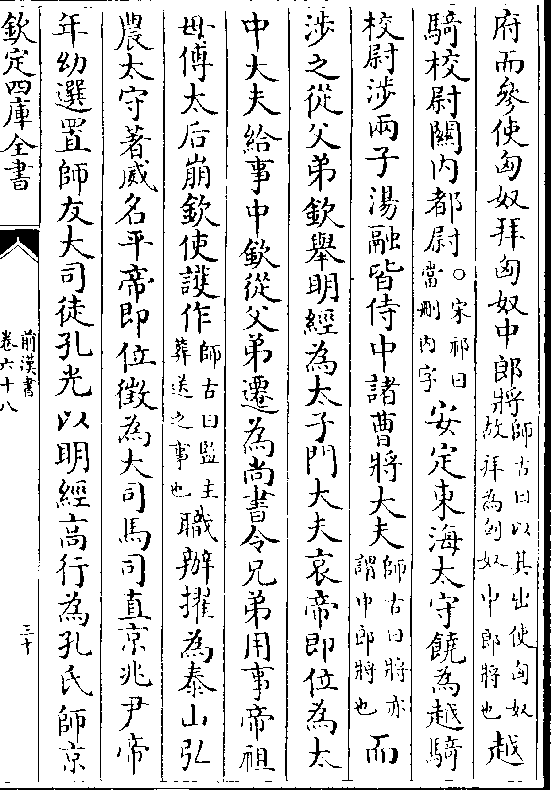 府而參使匈奴拜匈奴中郎將師古曰以其出使匈奴故拜為匈奴中郎將也越
騎校尉關內都尉○宋祁曰當刪內字安定東海太守饒為越騎
校尉涉兩子湯融皆侍中諸曹將大夫師古曰將亦謂中郎將也而
涉之從父弟欽舉明經為太子門大夫哀帝即位為太
中大夫給事中欽從父弟遷為尚書令兄弟用事帝祖
母傅太后崩欽使護作師古曰監主葬送之事也職辦擢為泰山弘
農太守著威名平帝即位徵為大司馬司直京兆尹帝
年幼選置師友大司徒孔光以明經高行為孔氏師京
欽定四庫全書
前漢書
卷六十八
三十